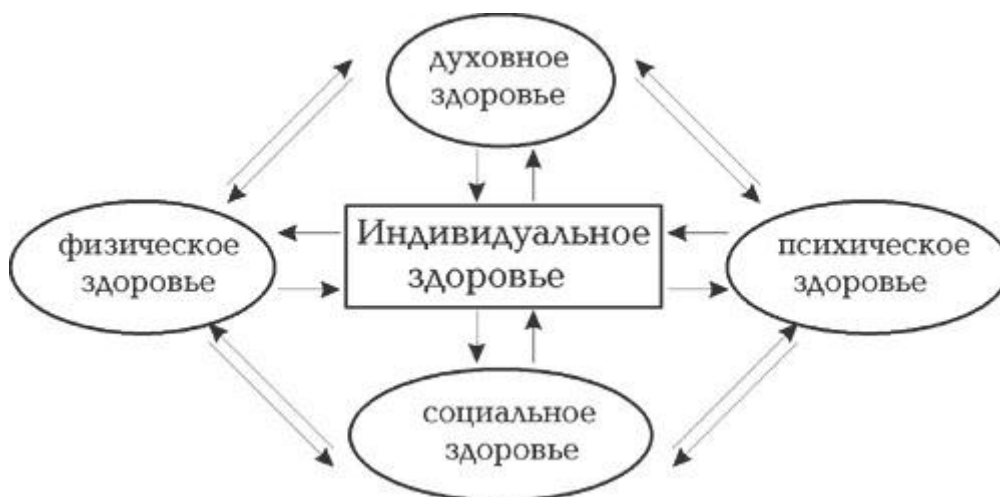 духовное
здоровье
физическое
здоровье
Индивидуальное
здоровье
психическое
здоровье
социальное
здоровье